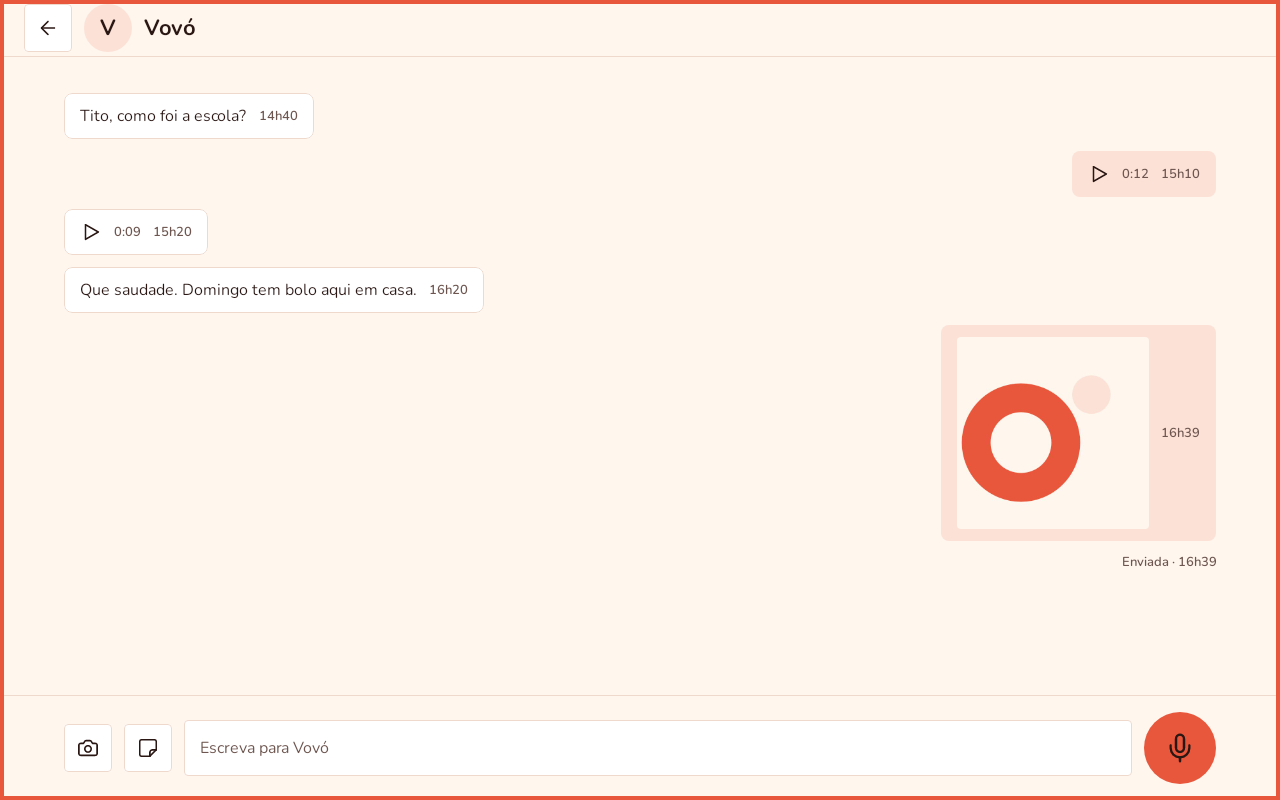 V Vovó
Tito, como foi a escola? 14h40
0:12 15h10
0:09 15h20
Que saudade. Domingo tem bolo aqui em casa. 16h20
16h39
Enviada · 16h39
Escreva para Vovó